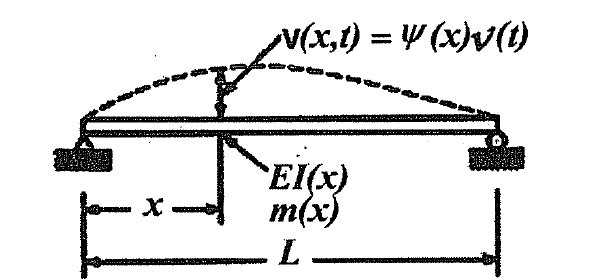 v(x,t) = Ψ(x)𝒱(t)
EI(x)
m(x)
x
L